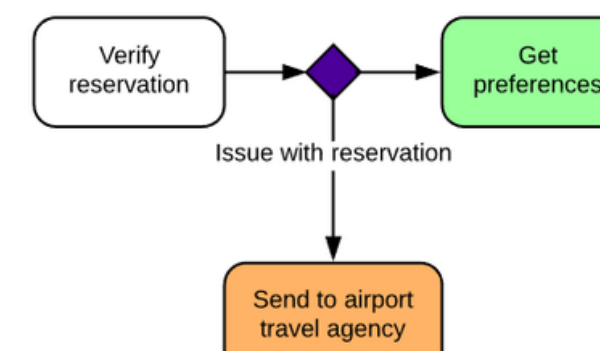 Verify
reservation
Get
preferences
Issue with reservation
Send to airport
travel agency